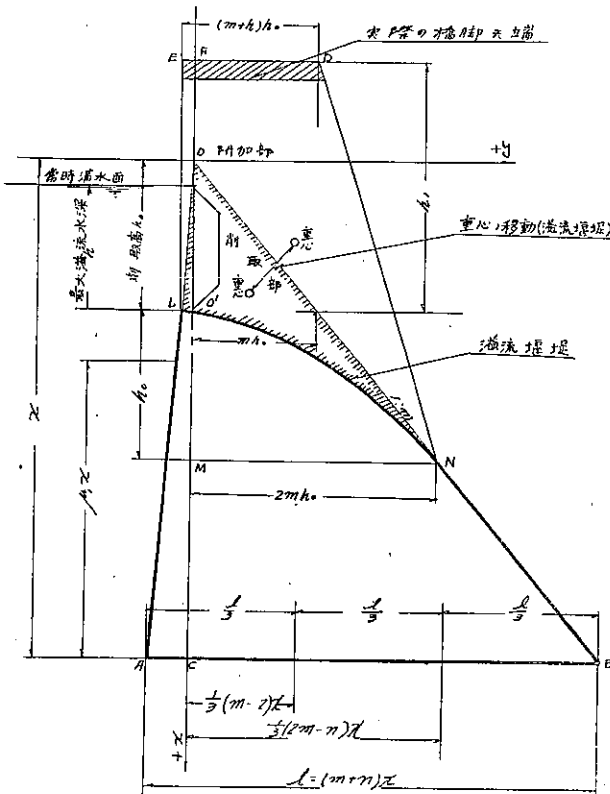 (m+h)h₀
実際の橋脚天端
E
F
D
O
附加部
+y
常時満水面
最大溢流水深
削取高h₀
h₁
削
取
部
重心
重心
重心ノ移動(溢流堰堤)
L
O'
mh₀
溢流堰堤
x
h₀
μx
1:m
M
N
2mh₀
l/3
l/3
l/3
A
C
B
1/3(m-2)x
1/3(2m-n)x
+x
l=(m+n)x